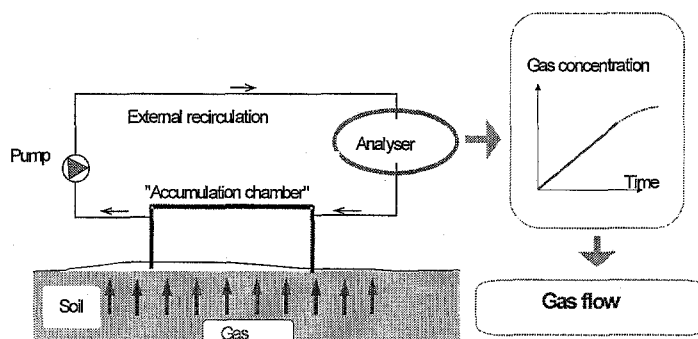 Gas concentration
External recirculation
Analyser
Pump
Time
"Accumulation chamber"
Soil
Gas
Gas flow